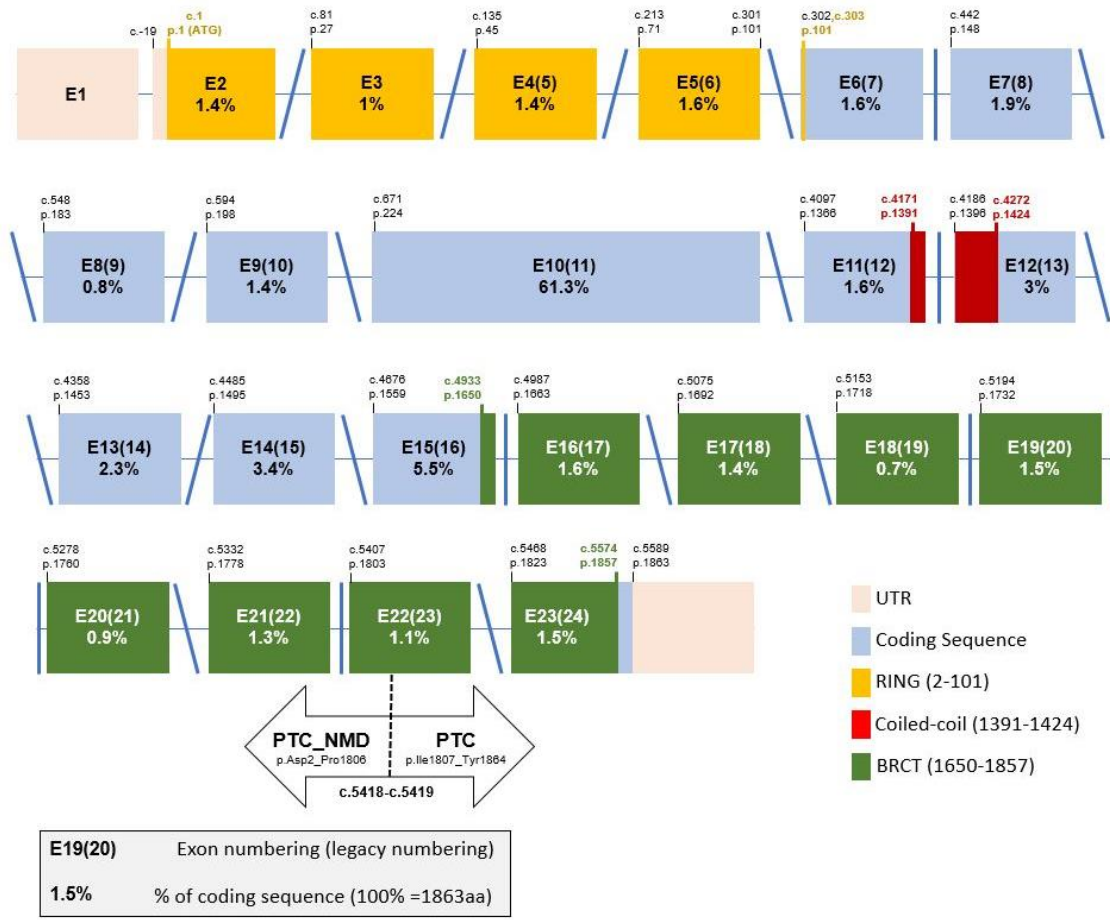 c.-19
c.1
p.1 (ATG)
c.81
p.27
c.135
p.45
c.213
p.71
c.301
p.101
c.302,c.303
p.101
c.442
p.148
E1
E2
1.4%
E3
1%
E4(5)
1.4%
E5(6)
1.6%
E6(7)
1.6%
E7(8)
1.9%
c.548
p.183
c.594
p.198
c.671
p.224
c.4097
p.1366
c.4171
p.1391
c.4186
p.1396
c.4272
p.1424
E8(9)
0.8%
E9(10)
1.4%
E10(11)
61.3%
E11(12)
1.6%
E12(13)
3%
c.4358
p.1453
c.4485
p.1495
c.4676
p.1559
c.4933
p.1650
c.4987
p.1663
c.5075
p.1692
c.5153
p.1718
c.5194
p.1732
E13(14)
2.3%
E14(15)
3.4%
E15(16)
5.5%
E16(17)
1.6%
E17(18)
1.4%
E18(19)
0.7%
E19(20)
1.5%
c.5278
p.1760
c.5332
p.1778
c.5407
p.1803
c.5468
p.1823
c.5574
p.1857
c.5589
p.1863
E20(21)
0.9%
E21(22)
1.3%
E22(23)
1.1%
E23(24)
1.5%
UTR
Coding Sequence
RING (2-101)
Coiled-coil (1391-1424)
BRCT (1650-1857)
PTC_NMD
p.Asp2_Pro1806
PTC
p.Ile1807_Tyr1864
c.5418-c.5419
E19(20) Exon numbering (legacy numbering)
1.5% % of coding sequence (100% =1863aa)